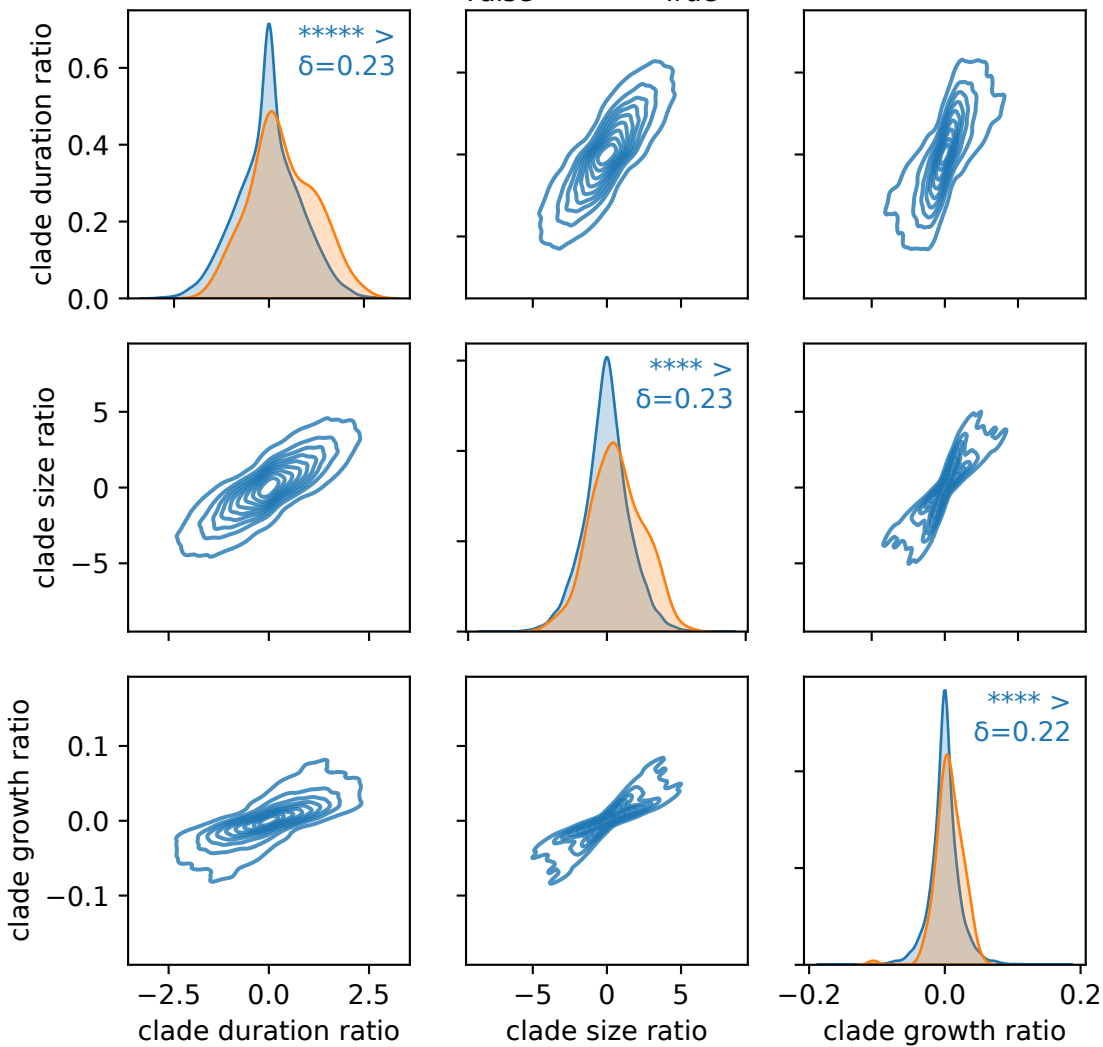 clade duration ratio
0.6
0.4
0.2
0.0
***** >
δ=0.23
clade size ratio
5
0
−5
**** >
δ=0.23
clade growth ratio
0.1
0.0
−0.1
**** >
δ=0.22
−2.5 0.0 2.5
clade duration ratio
−5 0 5
clade size ratio
−0.2 0.0 0.2
clade growth ratio